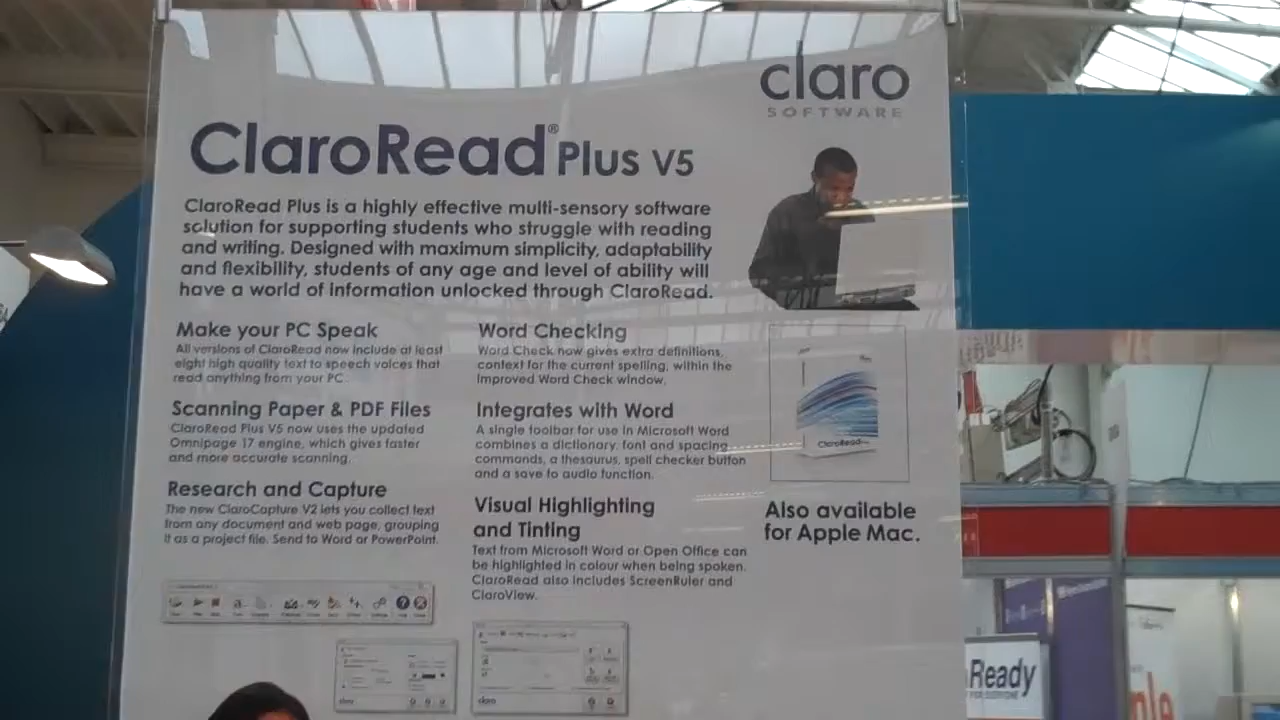 claro
SOFTWARE
ClaroRead® Plus V5
ClaroRead Plus is a highly effective multi-sensory software
solution for supporting students who struggle with reading
and writing. Designed with maximum simplicity, adaptability
and flexibility, students of any age and level of ability will
have a world of information unlocked through ClaroRead.
Make your PC Speak
All versions of ClaroRead now include at least
eight high quality text to speech voices that
read anything from your PC.
Scanning Paper & PDF Files
ClaroRead Plus V5 now uses the updated
Omnipage 17 engine, which gives faster
and more accurate scanning.
Research and Capture
The new ClaroCapture V2 lets you collect text
from any document and web page, grouping
it as a project file. Send to Word or PowerPoint.
Word Checking
Word Check now gives extra definitions,
context for the current spelling, within the
improved Word Check window.
Integrates with Word
A single toolbar for use in Microsoft Word
combines a dictionary, font and spacing
commands, a thesaurus, spell checker button
and a save to audio function.
Visual Highlighting
and Tinting
Text from Microsoft Word or Open Office can
be highlighted in colour when being spoken.
ClaroRead also includes ScreenRuler and
ClaroView.
ClaroRead
Also available
for Apple Mac.
claro
claro
Ready
FOR EVERYONE